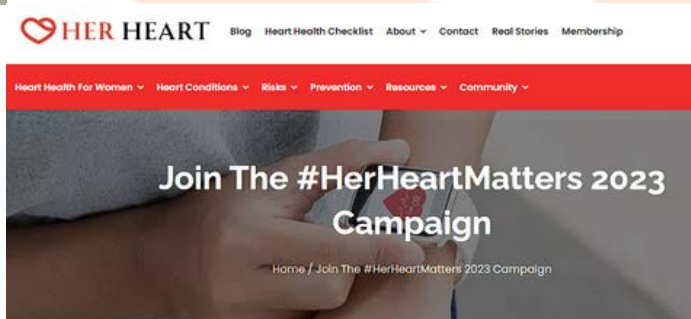 HER HEART
Blog Heart Health Checklist About Contact Real Stories Membership
Heart Health For Women Heart Conditions Risks Prevention Resources Community
Join The #HerHeartMatters 2023
Campaign
Home / Join The #HerHeartMatters 2023 Campaign